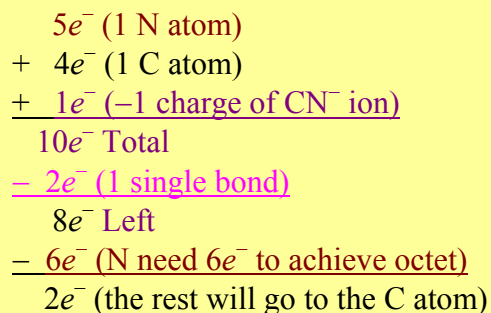 5e⁻ (1 N atom)
+ 4e⁻ (1 C atom)
+ 1e⁻ (–1 charge of CN⁻ ion)
10e⁻ Total
– 2e⁻ (1 single bond)
8e⁻ Left
– 6e⁻ (N need 6e⁻ to achieve octet)
2e⁻ (the rest will go to the C atom)